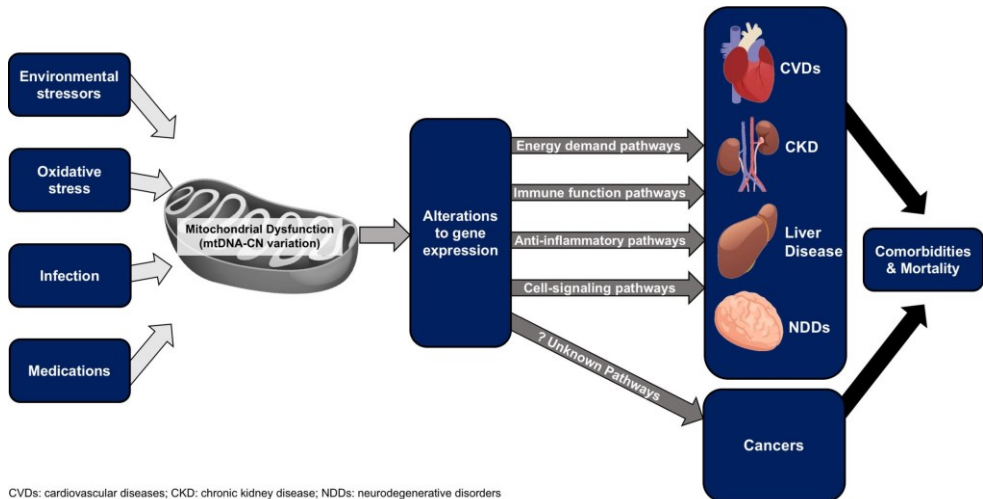 Environmental
stressors
Oxidative
stress
Infection
Medications
Mitochondrial Dysfunction
(mtDNA-CN variation)
Alterations
to gene
expression
Energy demand pathways
Immune function pathways
Anti-inflammatory pathways
Cell-signaling pathways
? Unknown Pathways
CVDs
CKD
Liver
Disease
NDDs
Cancers
Comorbidities
& Mortality
CVDs: cardiovascular diseases; CKD: chronic kidney disease; NDDs: neurodegenerative disorders